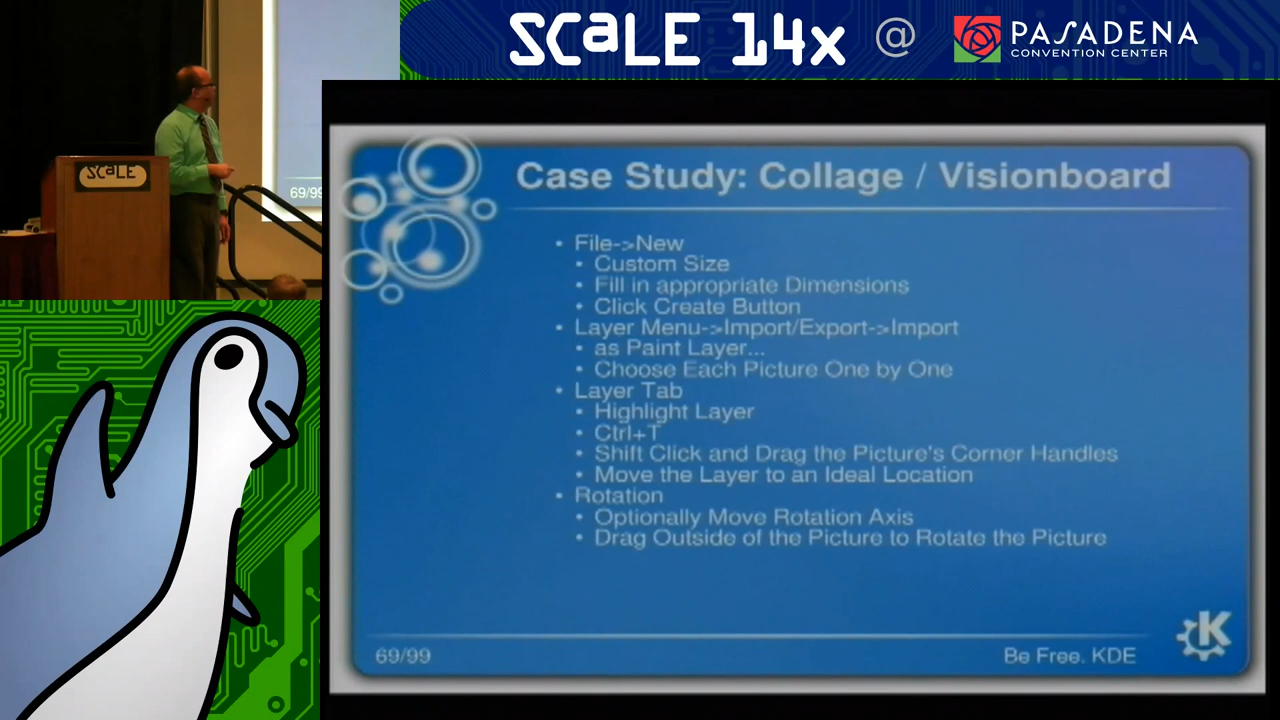 SCaLE 14x @ PASADENA
CONVENTION CENTER
SCaLE
69/99
Case Study: Collage / Visionboard
• File->New
• Custom Size
• Fill in appropriate Dimensions
• Click Create Button
• Layer Menu->Import/Export->Import
• as Paint Layer...
• Choose Each Picture One by One
• Layer Tab
• Highlight Layer
• Ctrl+T
• Shift Click and Drag the Picture's Corner Handles
• Move the Layer to an Ideal Location
• Rotation
• Optionally Move Rotation Axis
• Drag Outside of the Picture to Rotate the Picture
69/99
Be Free. KDE
K